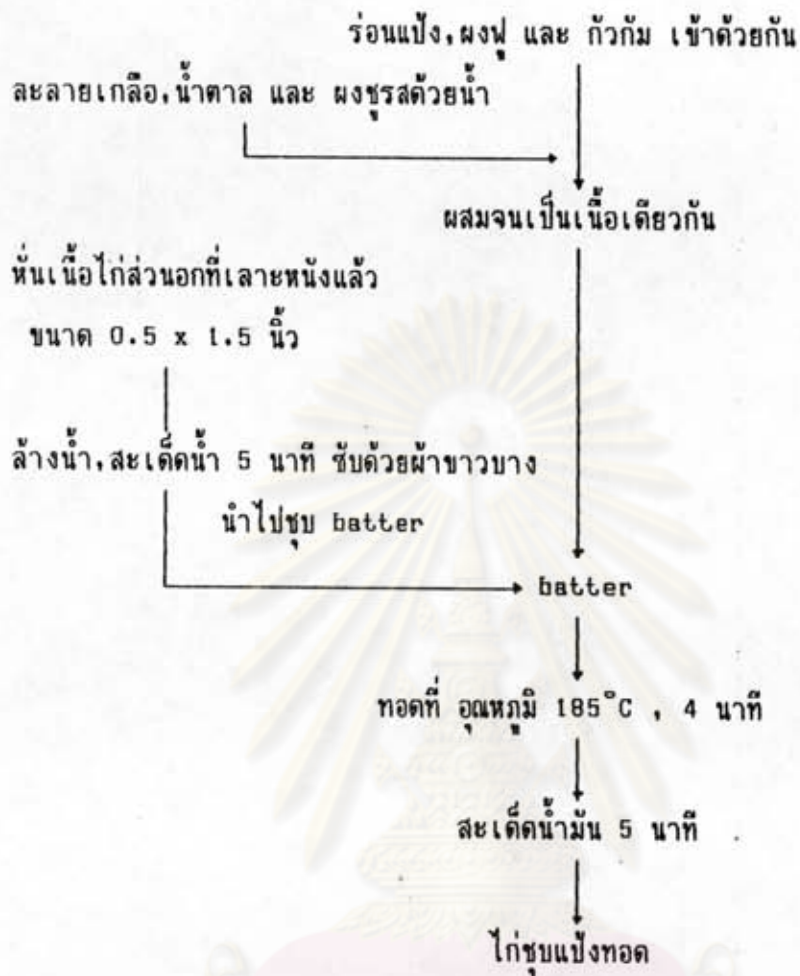 ร่อนแป้ง,ผงฟู และ กัวกัม เข้าด้วยกัน
ละลายเกลือ,น้ำตาล และ ผงชูรสด้วยน้ำ
ผสมจนเป็นเนื้อเดียวกัน
หั่นเนื้อไก่ส่วนอกที่เลาะหนังแล้ว
ขนาด 0.5 x 1.5 นิ้ว
ล้างน้ำ,สะเด็ดน้ำ 5 นาที ซับด้วยผ้าขาวบาง
นำไปชุบ batter
batter
ทอดที่ อุณหภูมิ 185°C , 4 นาที
สะเด็ดน้ำมัน 5 นาที
ไก่ชุบแป้งทอด